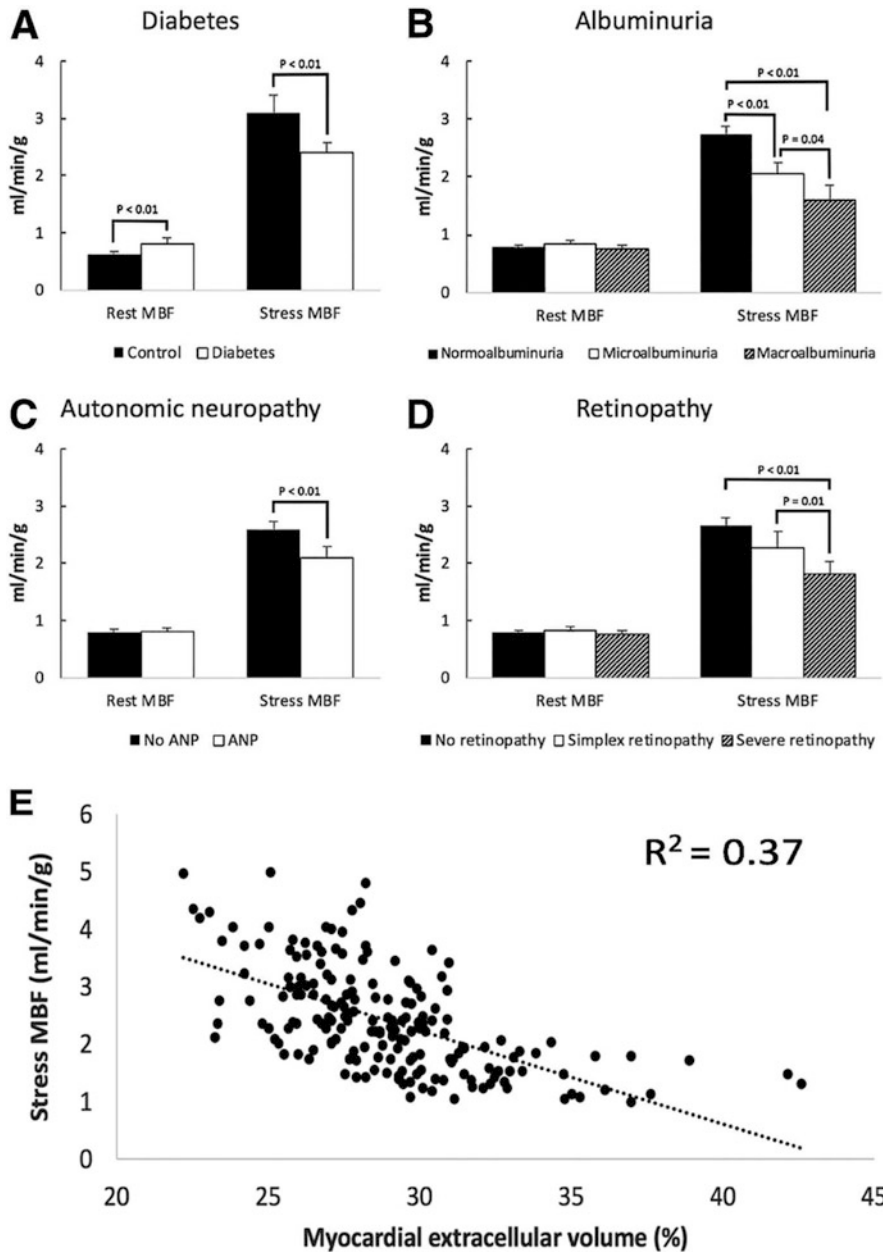 A Diabetes
4
3
2
1
0
ml/min/g
P < 0.01
P < 0.01
Rest MBF Stress MBF
■Control □Diabetes
B Albuminuria
4
3
2
1
0
ml/min/g
P < 0.01
P < 0.01
P = 0.04
Rest MBF Stress MBF
■Normoalbuminuria □Microalbuminuria ▨Macroalbuminuria
C Autonomic neuropathy
4
3
2
1
0
ml/min/g
P < 0.01
Rest MBF Stress MBF
■No ANP □ANP
D Retinopathy
4
3
2
1
0
ml/min/g
P < 0.01
P = 0.01
Rest MBF Stress MBF
■No retinopathy □Simplex retinopathy ▨Severe retinopathy
E
6
5
4
3
2
1
0
Stress MBF (ml/min/g)
R² = 0.37
20 25 30 35 40 45
Myocardial extracellular volume (%)